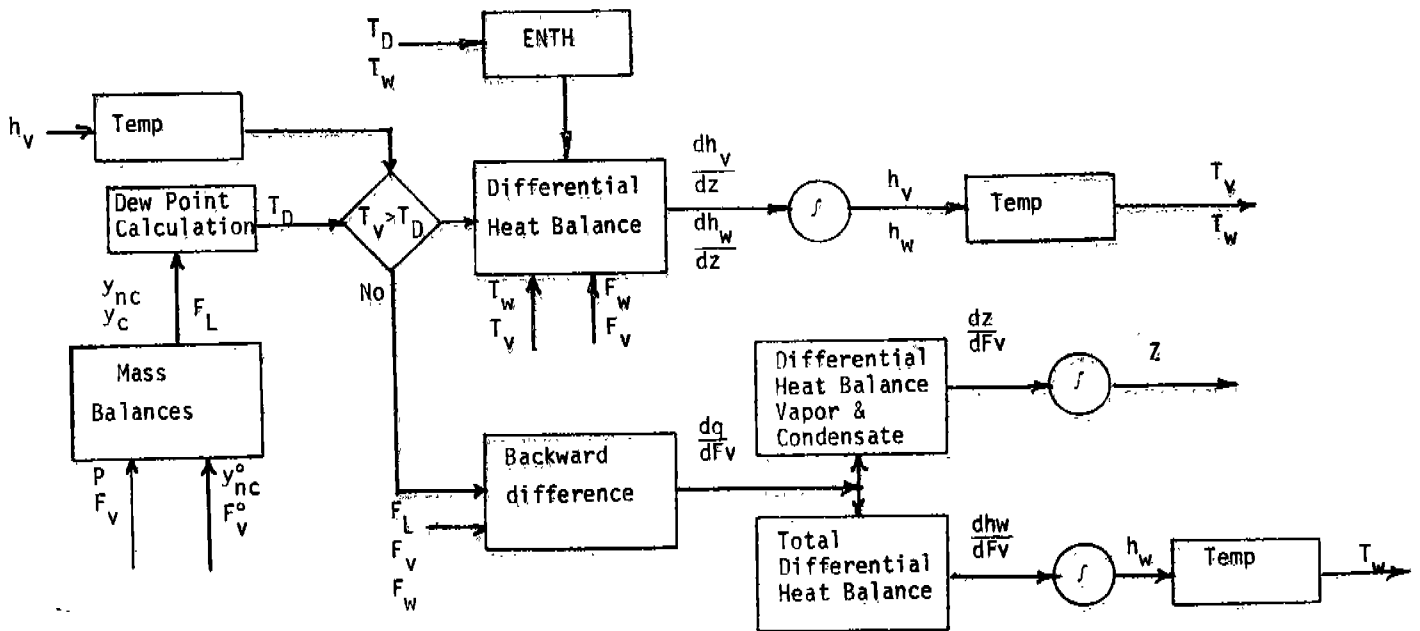 T_D
T_w
ENTH
h_v
Temp
Dew Point
Calculation
T_D
T_v>T_D
No
Differential
Heat Balance
dh_v
dz
dh_w
dz
∫
h_v
h_w
Temp
T_v
T_w
T_w
T_v
F_w
F_v
y_nc
y_c
F_L
Mass
Balances
P
F_v
y°_nc
F°_v
Backward
difference
F_L
F_v
F_w
dq
dFv
Differential
Heat Balance
Vapor &
Condensate
dz
dFv
∫
Z
Total
Differential
Heat Balance
dhw
dFv
∫
h_w
Temp
T_w